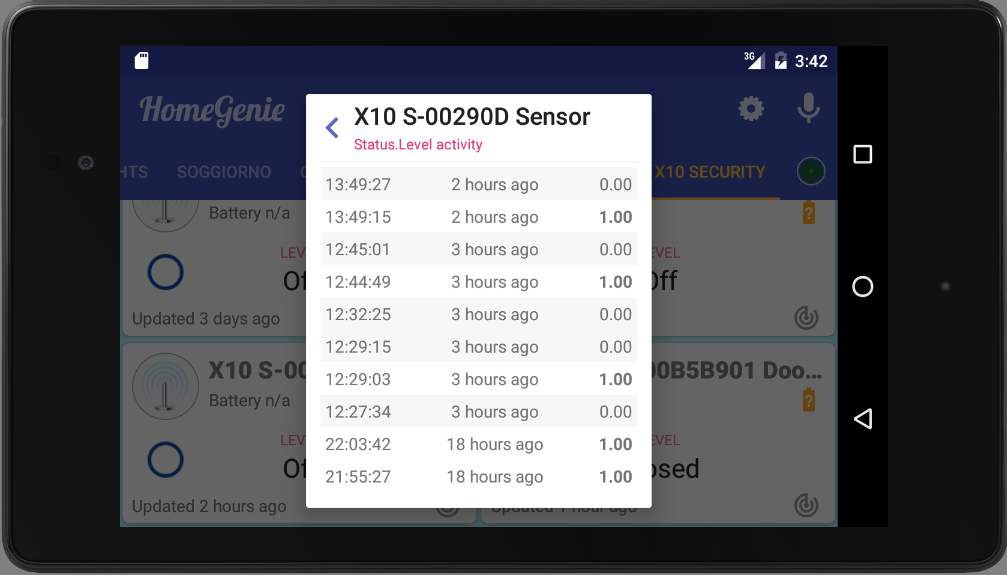 3G 3:42
HomeGenie
HTS SOGGIORNO X10 SECURITY
X10 S-00290D Sensor
Status.Level activity
13:49:27 2 hours ago 0.00
13:49:15 2 hours ago 1.00
12:45:01 3 hours ago 0.00
12:44:49 3 hours ago 1.00
12:32:25 3 hours ago 0.00
12:29:15 3 hours ago 0.00
12:29:03 3 hours ago 1.00
12:27:34 3 hours ago 0.00
22:03:42 18 hours ago 1.00
21:55:27 18 hours ago 1.00
Battery n/a ?
LEV EVEL
Of Off
Updated 3 days ago
X10 S-00 00B5B901 Doo...
Battery n/a ?
LEV EVEL
Of osed
Updated 2 hours ago Updated 1 hour ago